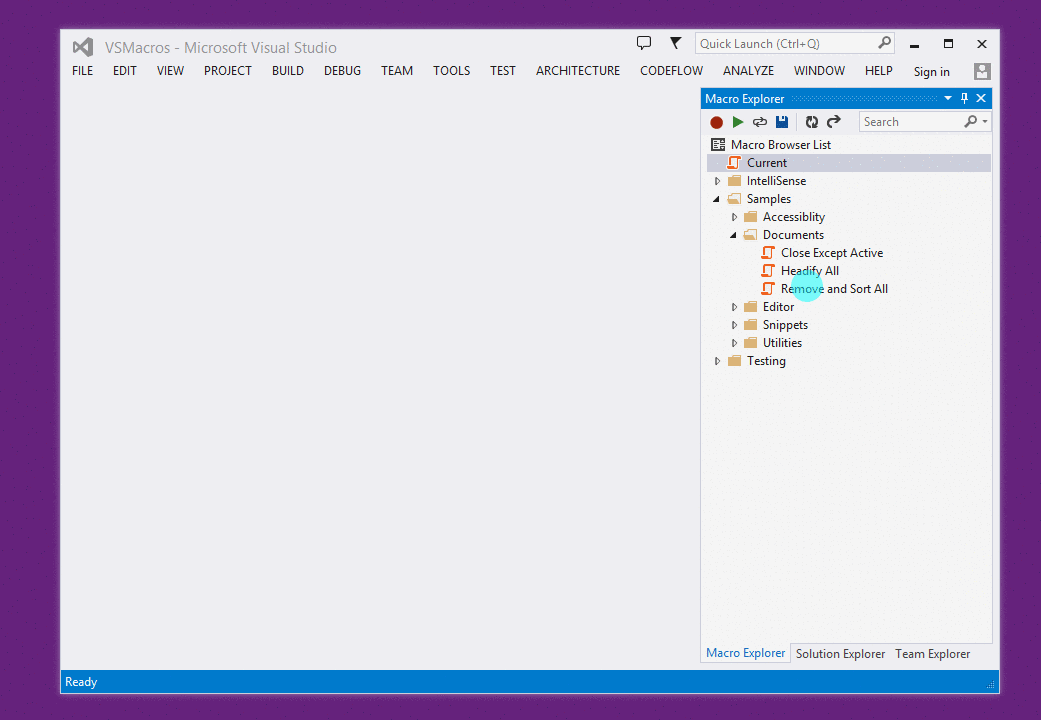 VSMacros - Microsoft Visual Studio
Quick Launch (Ctrl+Q)
FILE EDIT VIEW PROJECT BUILD DEBUG TEAM TOOLS TEST ARCHITECTURE CODEFLOW ANALYZE WINDOW HELP Sign in
Macro Explorer
Search
Macro Browser List
Current
IntelliSense
Samples
Accessiblity
Documents
Close Except Active
Headify All
Remove and Sort All
Editor
Snippets
Utilities
Testing
Macro Explorer Solution Explorer Team Explorer
Ready